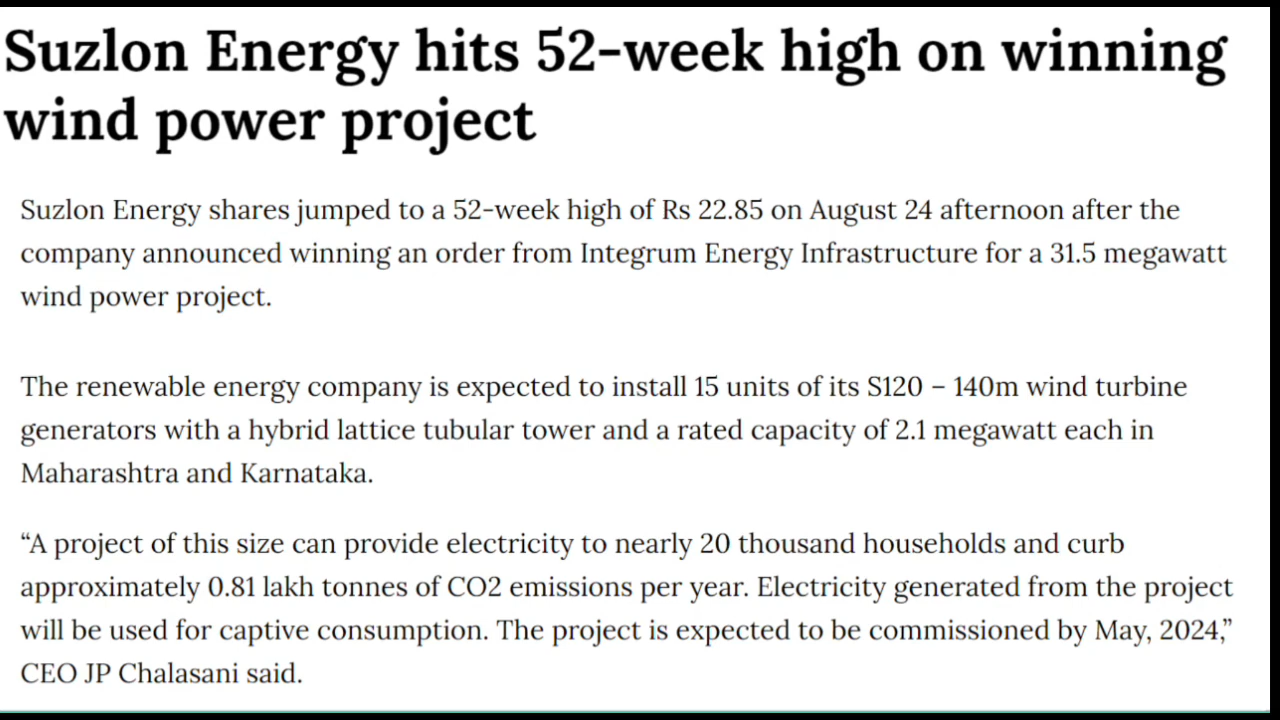 Suzlon Energy hits 52-week high on winning
wind power project
Suzlon Energy shares jumped to a 52-week high of Rs 22.85 on August 24 afternoon after the
company announced winning an order from Integrum Energy Infrastructure for a 31.5 megawatt
wind power project.
The renewable energy company is expected to install 15 units of its S120 – 140m wind turbine
generators with a hybrid lattice tubular tower and a rated capacity of 2.1 megawatt each in
Maharashtra and Karnataka.
“A project of this size can provide electricity to nearly 20 thousand households and curb
approximately 0.81 lakh tonnes of CO2 emissions per year. Electricity generated from the project
will be used for captive consumption. The project is expected to be commissioned by May, 2024,”
CEO JP Chalasani said.